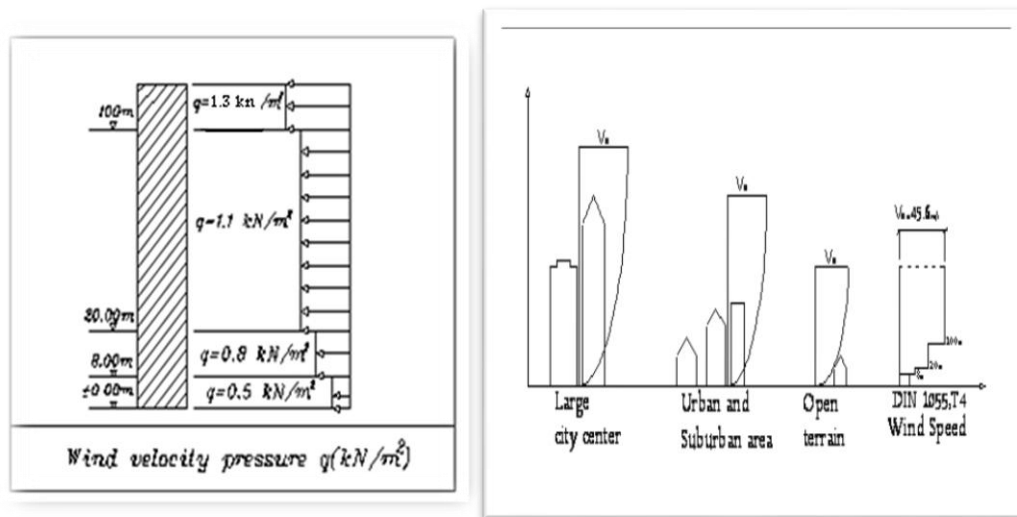 q=1.3 kn /m²
100m
q=1.1 kN/m²
20.00m
q=0.8 kN/m²
8.00m
q=0.5 kN/m²
±0.00m
Wind velocity pressure q(kN/m²)
Large
city center
Urban and
Suburban area
Open
terrain
DIN 1055,T4
Wind Speed